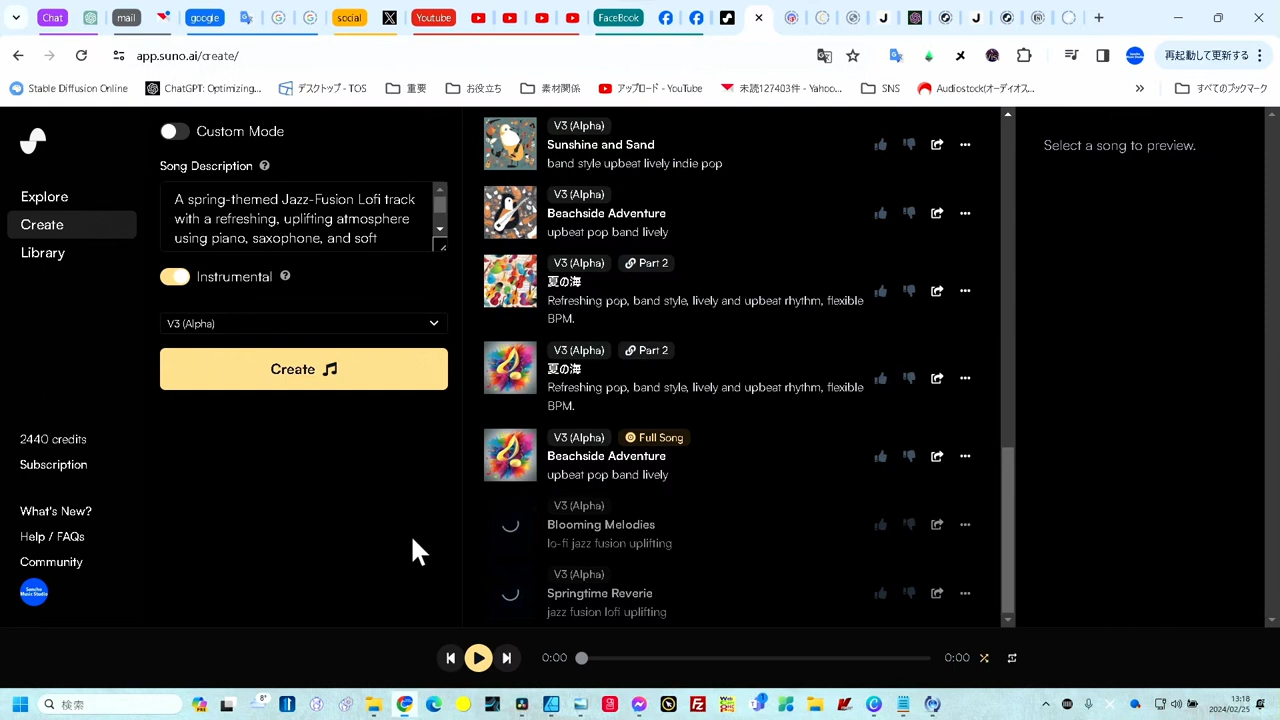 Chat
mail
google
social
Youtube
FaceBook
app.suno.ai/create/
再起動して更新する
Stable Diffusion Online
ChatGPT: Optimizing...
デスクトップ - TOS
重要
お役立ち
素材関係
アップロード - YouTube
未読127403件 - Yahoo...
SNS
Audiostock(オーディオス...
»
すべてのブックマーク
Explore
Create
Library
2440 credits
Subscription
What's New?
Help / FAQs
Community
Custom Mode
Song Description
A spring-themed Jazz-Fusion Lofi track
with a refreshing, uplifting atmosphere
using piano, saxophone, and soft
Instrumental
V3 (Alpha)
Create
V3 (Alpha)
Sunshine and Sand
band style upbeat lively indie pop
V3 (Alpha)
Beachside Adventure
upbeat pop band lively
V3 (Alpha) Part 2
夏の海
Refreshing pop, band style, lively and upbeat rhythm, flexible
BPM.
V3 (Alpha) Part 2
夏の海
Refreshing pop, band style, lively and upbeat rhythm, flexible
BPM.
V3 (Alpha) Full Song
Beachside Adventure
upbeat pop band lively
V3 (Alpha)
Blooming Melodies
lo-fi jazz fusion uplifting
V3 (Alpha)
Springtime Reverie
jazz fusion lofi uplifting
Select a song to preview.
0:00
0:00
検索
8°
13:18
2024/02/25